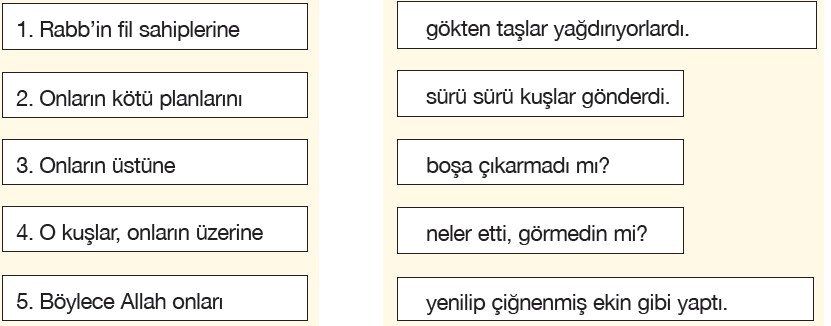 1. Rabb’in fil sahiplerine
2. Onların kötü planlarını
3. Onların üstüne
4. O kuşlar, onların üzerine
5. Böylece Allah onları
gökten taşlar yağdırıyorlardı.
sürü sürü kuşlar gönderdi.
boşa çıkarmadı mı?
neler etti, görmedin mi?
yenilip çiğnenmiş ekin gibi yaptı.